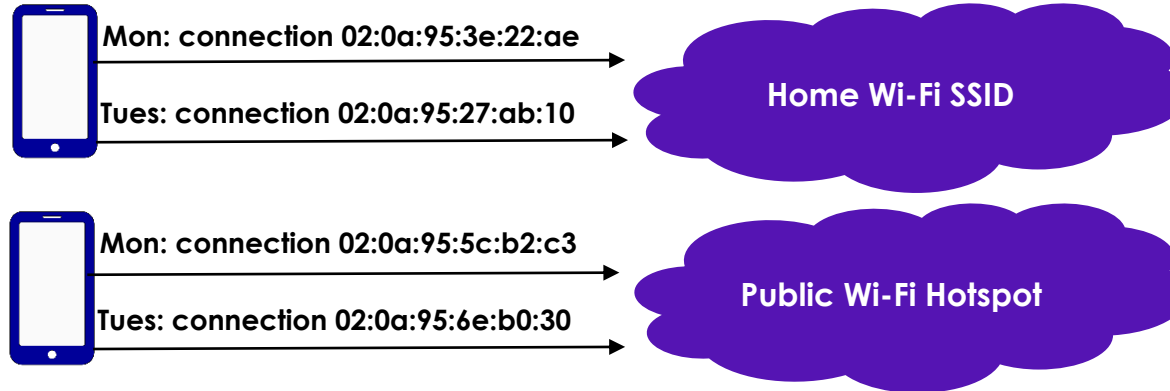 Mon: connection 02:0a:95:3e:22:ae
Tues: connection 02:0a:95:27:ab:10
Home Wi-Fi SSID
Mon: connection 02:0a:95:5c:b2:c3
Tues: connection 02:0a:95:6e:b0:30
Public Wi-Fi Hotspot